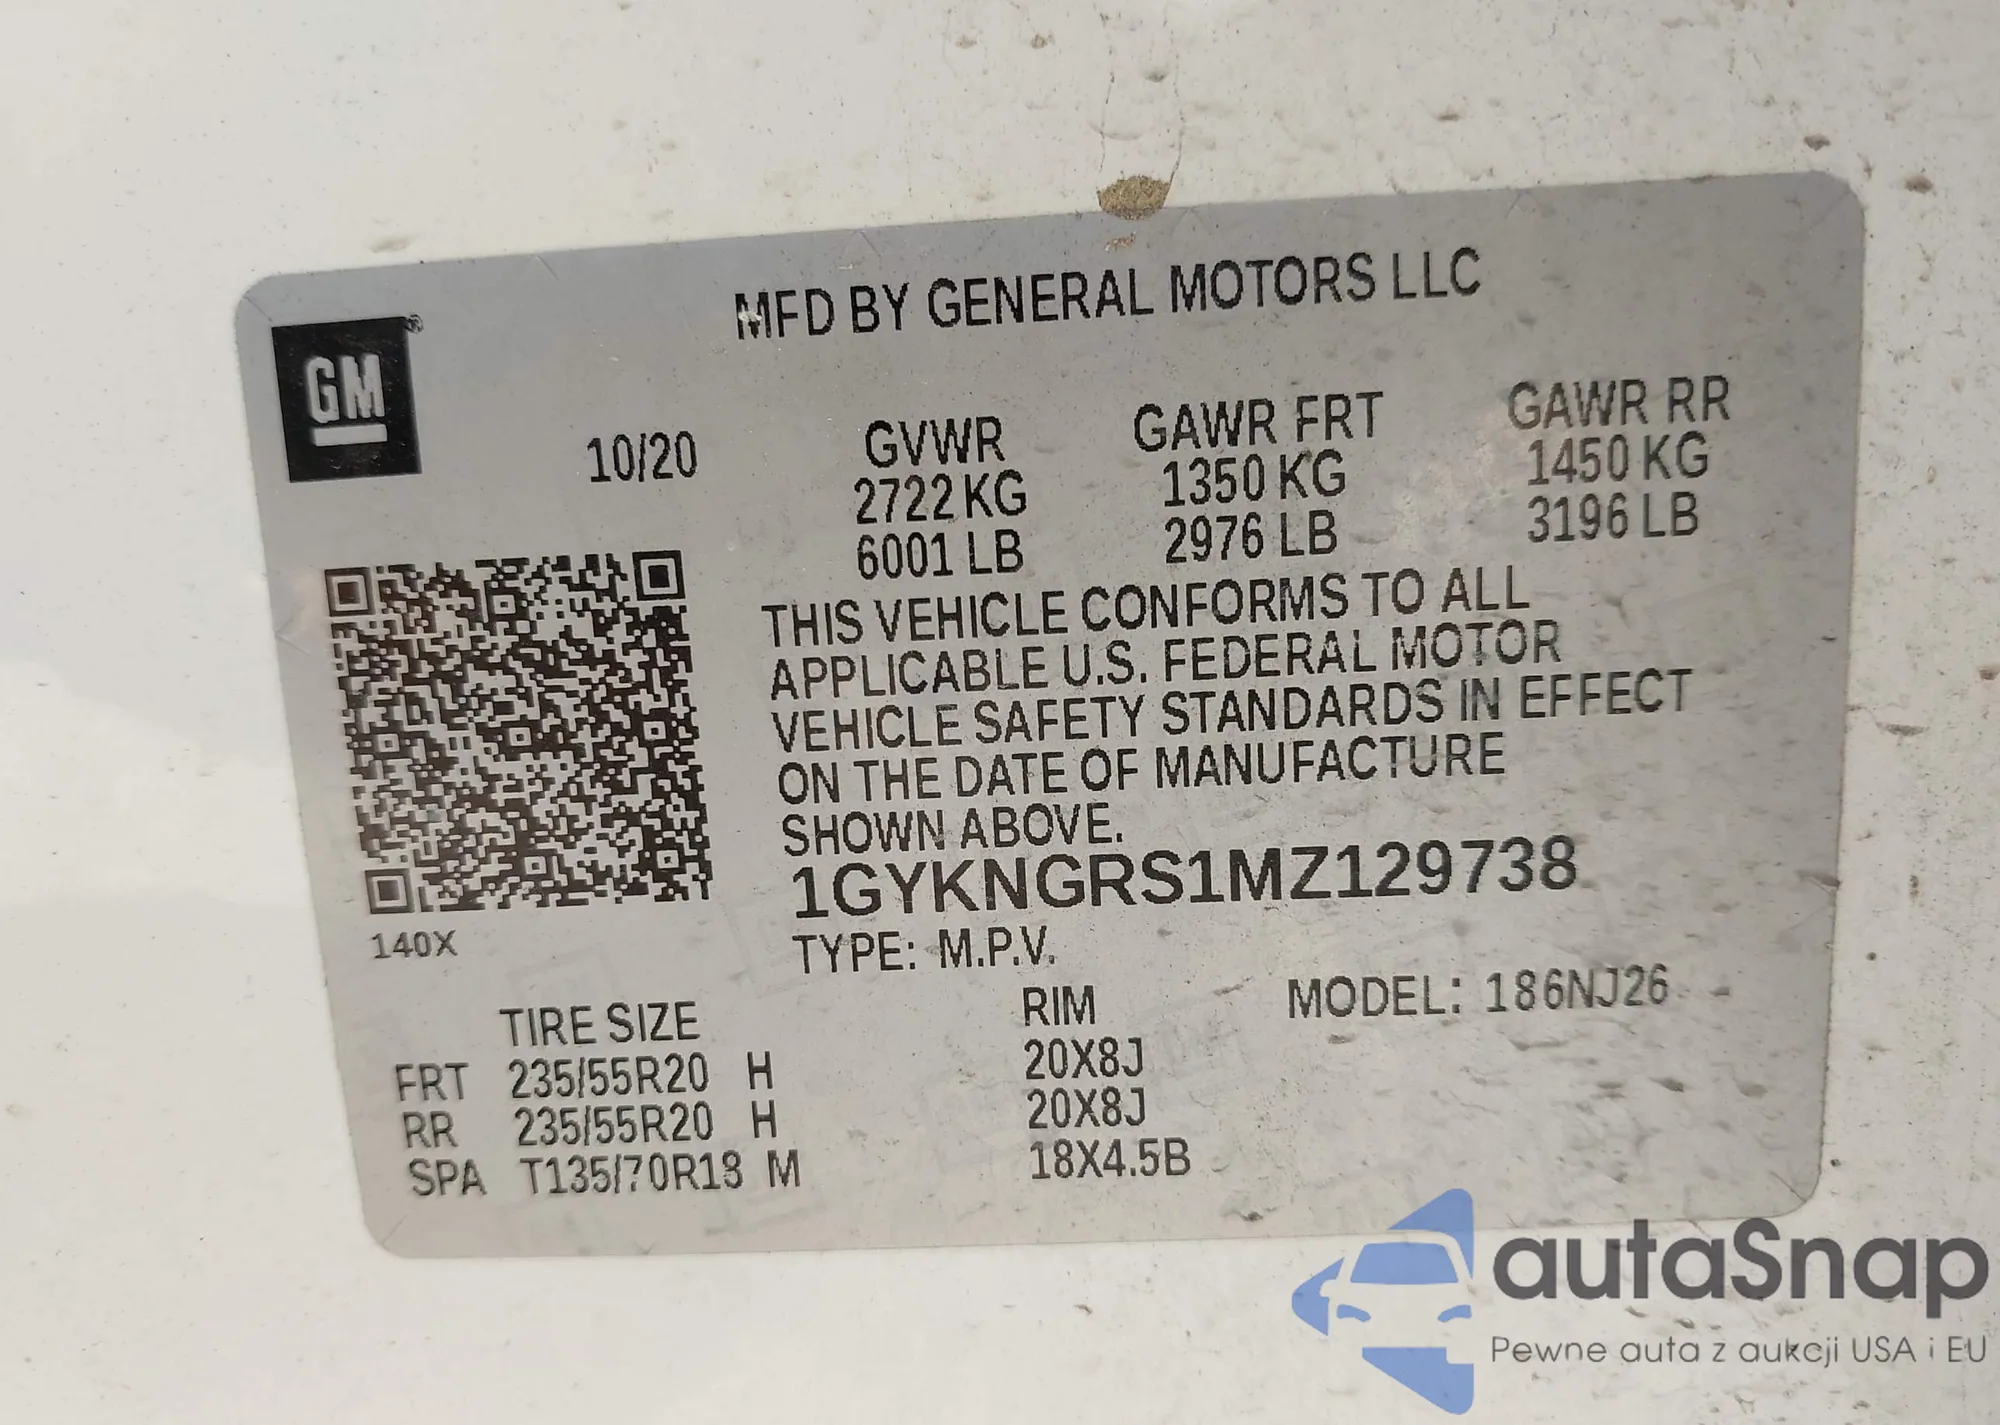 MFD BY GENERAL MOTORS LLC
GM®
10/20 GVWR GAWR FRT GAWR RR
2722 KG 1350 KG 1450 KG
6001 LB 2976 LB 3196 LB
THIS VEHICLE CONFORMS TO ALL
APPLICABLE U.S. FEDERAL MOTOR
VEHICLE SAFETY STANDARDS IN EFFECT
ON THE DATE OF MANUFACTURE
SHOWN ABOVE.
1GYKNGRS1MZ129738
140X
TYPE: M.P.V.
TIRE SIZE RIM MODEL: 186NJ26
FRT 235/55R20 H 20X8J
RR 235/55R20 H 20X8J
SPA T135/70R18 M 18X4.5B
autaSnap
Pewne auta z aukcji USA i EU